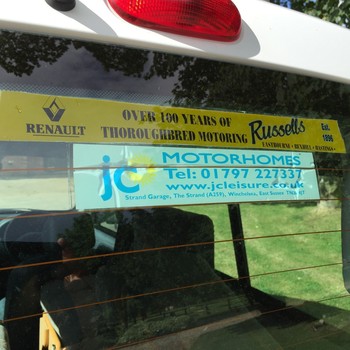 RENAULT
OVER 100 YEARS OF
THOROUGHBRED MOTORING
Russells
Est.
1896
EASTBOURNE • BEXHILL • HASTINGS •
jc
MOTORHOMES
Tel: 01797 227337
www.jcleisure.co.uk
Strand Garage, The Strand (A259), Winchelsea, East Sussex